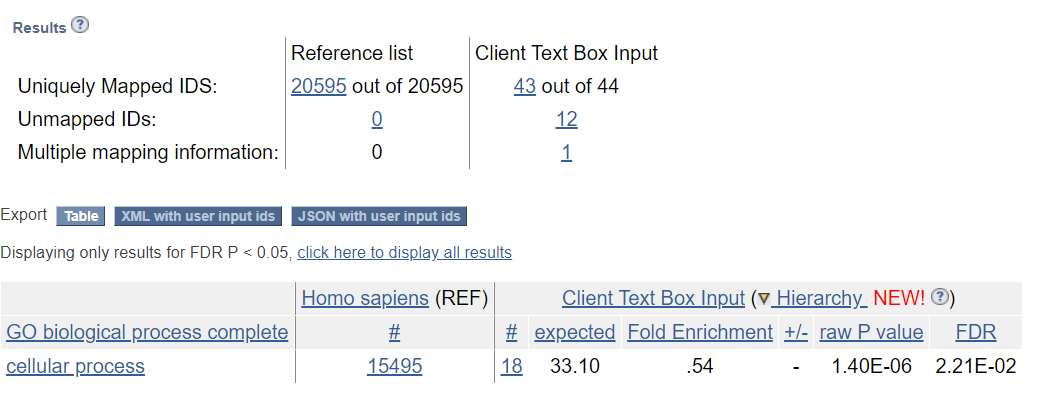 Results ?
Reference list Client Text Box Input
Uniquely Mapped IDS: 20595 out of 20595 43 out of 44
Unmapped IDs: 0 12
Multiple mapping information: 0 1
Export Table XML with user input ids JSON with user input ids
Displaying only results for FDR P < 0.05, click here to display all results
Homo sapiens (REF) Client Text Box Input (▼ Hierarchy NEW! ?)
GO biological process complete # # expected Fold Enrichment +/- raw P value FDR
cellular process 15495 18 33.10 .54 - 1.40E-06 2.21E-02